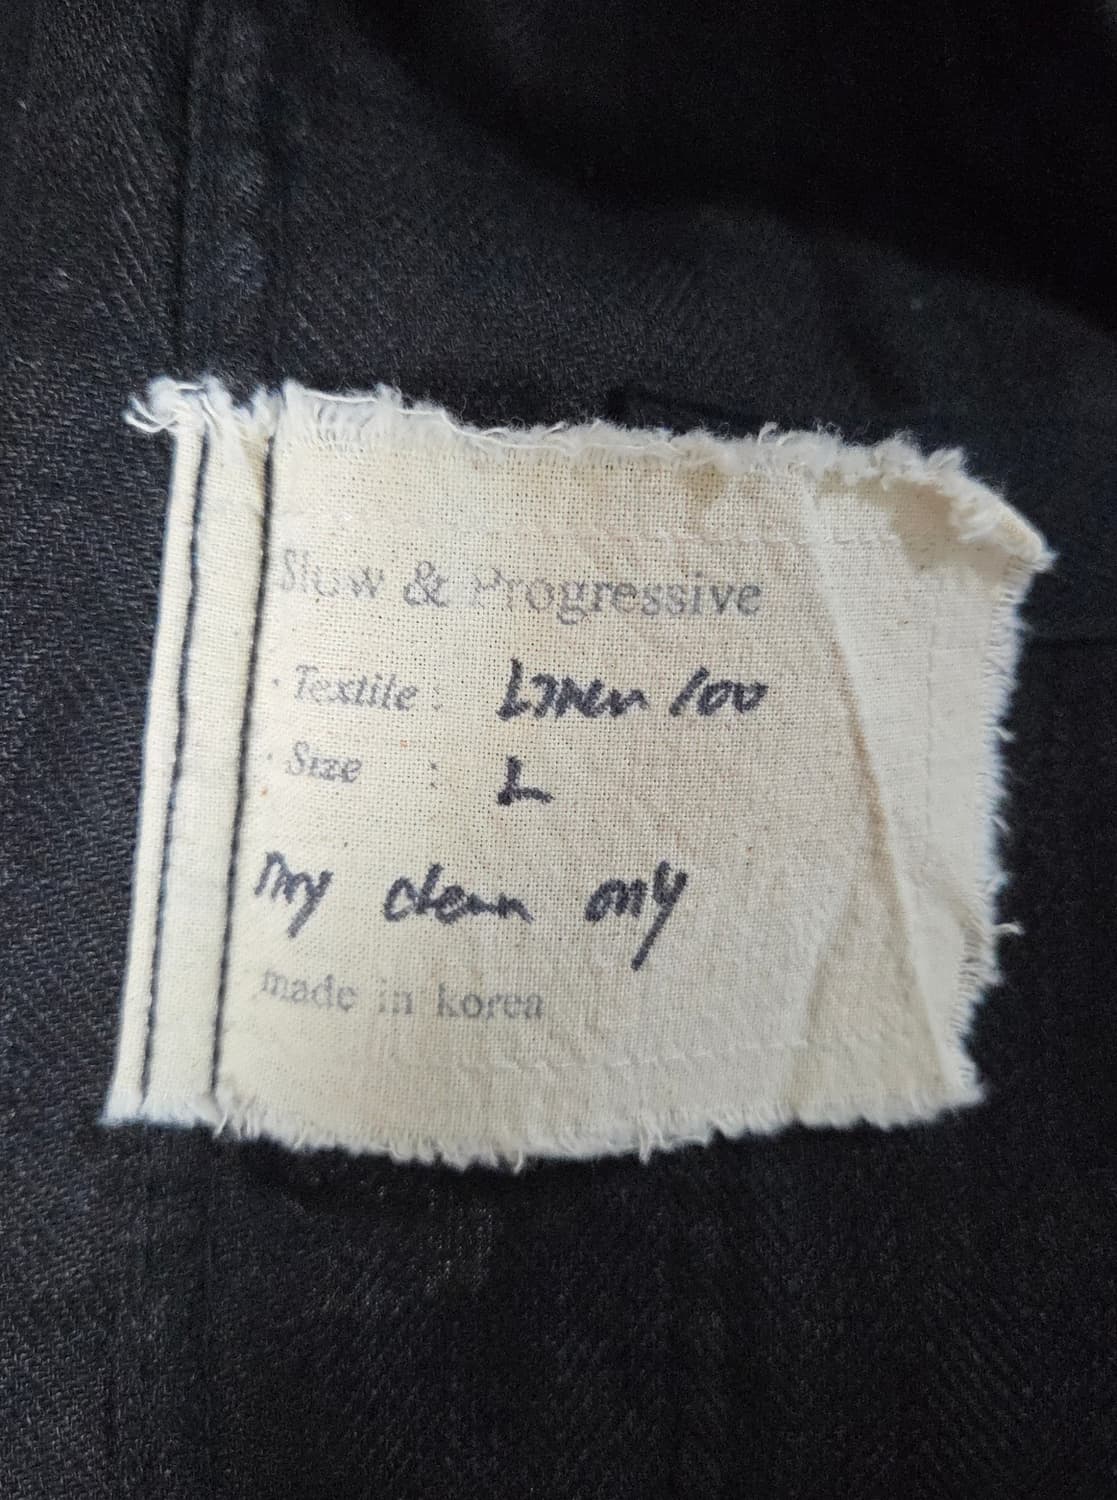 Slow & Progressive
· Textile : Linen 100
· Size : L
Dry clean only
made in korea